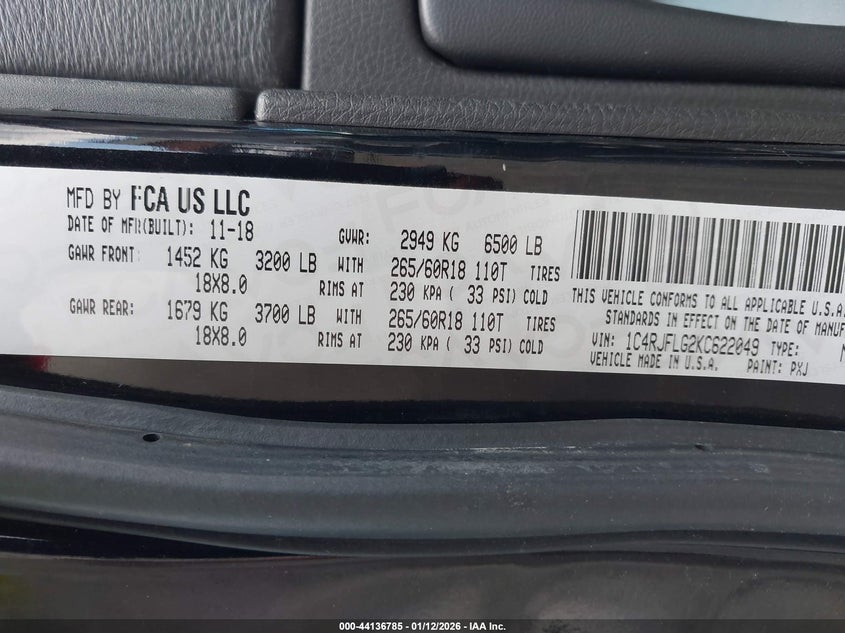 MFD BY FCA US LLC
DATE OF MFR(BUILT): 11-18 GVWR: 2949 KG 6500 LB
GAWR FRONT: 1452 KG 3200 LB WITH 265/60R18 110T TIRES
18X8.0 RIMS AT 230 KPA ( 33 PSI) COLD
GAWR REAR: 1679 KG 3700 LB WITH 265/60R18 110T TIRES
18X8.0 RIMS AT 230 KPA ( 33 PSI) COLD
THIS VEHICLE CONFORMS TO ALL APPLICABLE U.S.A.
STANDARDS IN EFFECT ON THE DATE OF MANUF
VIN: 1C4RJFLG2KC622049 TYPE:
VEHICLE MADE IN U.S.A. PAINT: PXJ
000-44136785 - 01/12/2026 - IAA Inc.